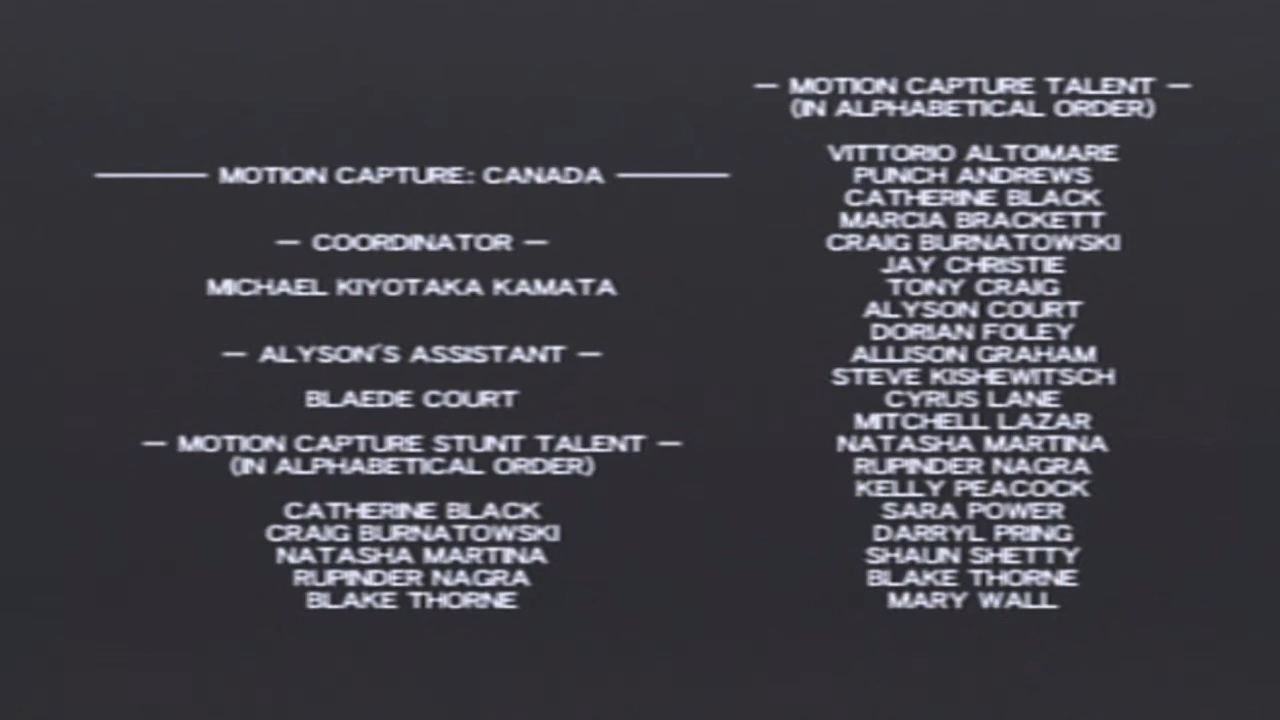 — MOTION CAPTURE: CANADA —
— COORDINATOR —
MICHAEL KIYOTAKA KAMATA
— ALYSON'S ASSISTANT —
BLAEDE COURT
— MOTION CAPTURE STUNT TALENT —
(IN ALPHABETICAL ORDER)
CATHERINE BLACK
CRAIG BURNATOWSKI
NATASHA MARTINA
RUPINDER NAGRA
BLAKE THORNE
— MOTION CAPTURE TALENT —
(IN ALPHABETICAL ORDER)
VITTORIO ALTOMARE
PUNCH ANDREWS
CATHERINE BLACK
MARCIA BRACKETT
CRAIG BURNATOWSKI
JAY CHRISTIE
TONY CRAIG
ALYSON COURT
DORIAN FOLEY
ALLISON GRAHAM
STEVE KISHEWITSCH
CYRUS LANE
MITCHELL LAZAR
NATASHA MARTINA
RUPINDER NAGRA
KELLY PEACOCK
SARA POWER
DARRYL PRING
SHAUN SHETTY
BLAKE THORNE
MARY WALL